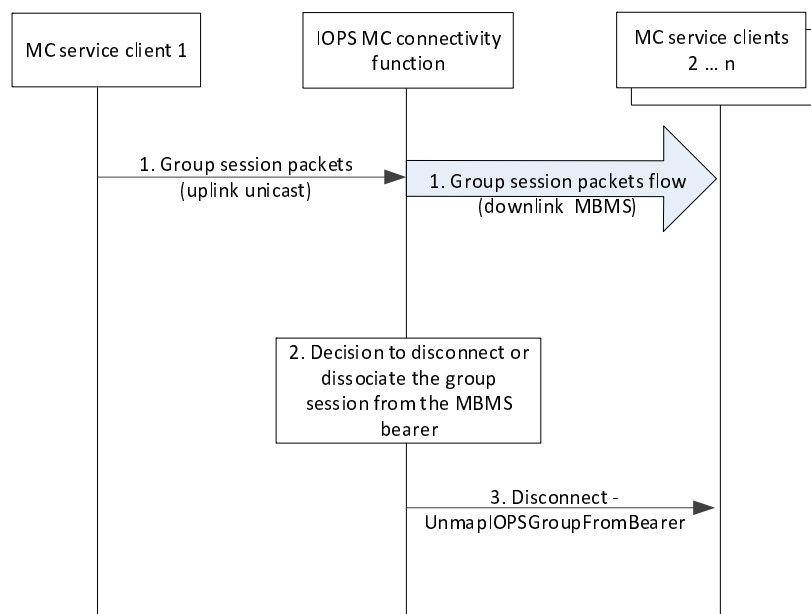 MC service client 1
IOPS MC connectivity
function
MC service clients
2 ... n
1. Group session packets
(uplink unicast)
1. Group session packets flow
(downlink MBMS)
2. Decision to disconnect or
dissociate the group
session from the MBMS
bearer
3. Disconnect -
UnmapIOPSGroupFromBearer